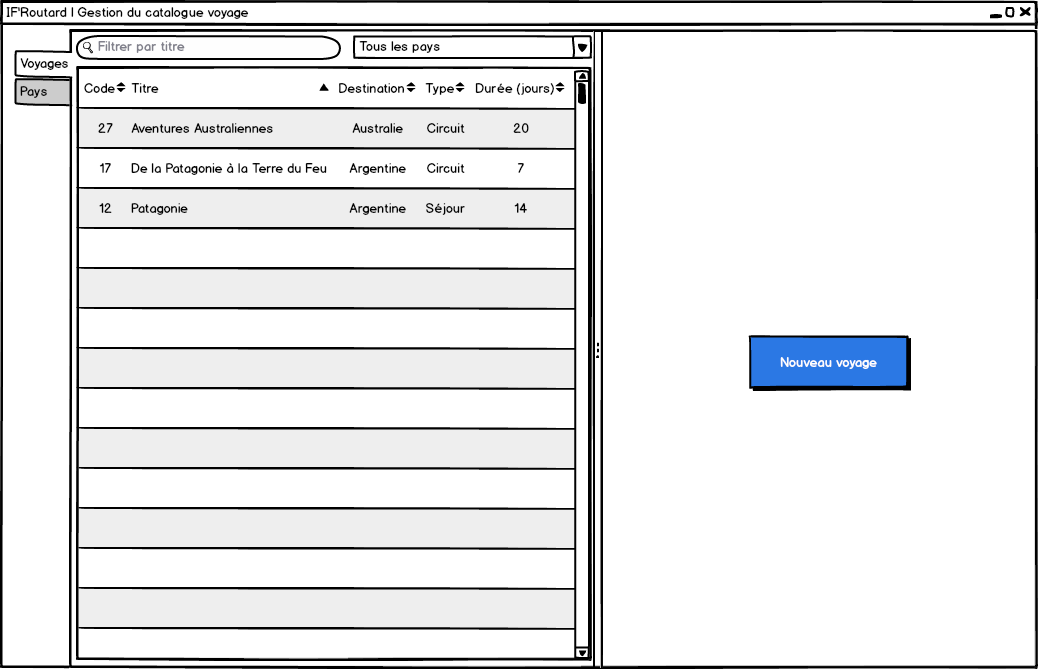 IF'Routard | Gestion du catalogue voyage
Filtrer par titre
Tous les pays
Voyages
Pays
Code Titre Destination Type Durée (jours)
27 Aventures Australiennes Australie Circuit 20
17 De la Patagonie à la Terre du Feu Argentine Circuit 7
12 Patagonie Argentine Séjour 14
Nouveau voyage